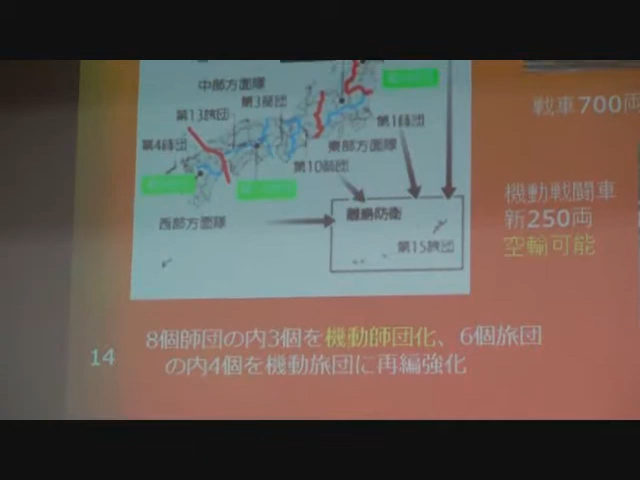 中部方面隊
第3師団
第13旅団
第1師団
第4師団
東部方面隊
第10師団
西部方面隊
離島防衛
第15旅団
戦車700両
機動戦闘車
新250両
空輸可能
8個師団の内3個を機動師団化、6個旅団
の内4個を機動旅団に再編強化
14